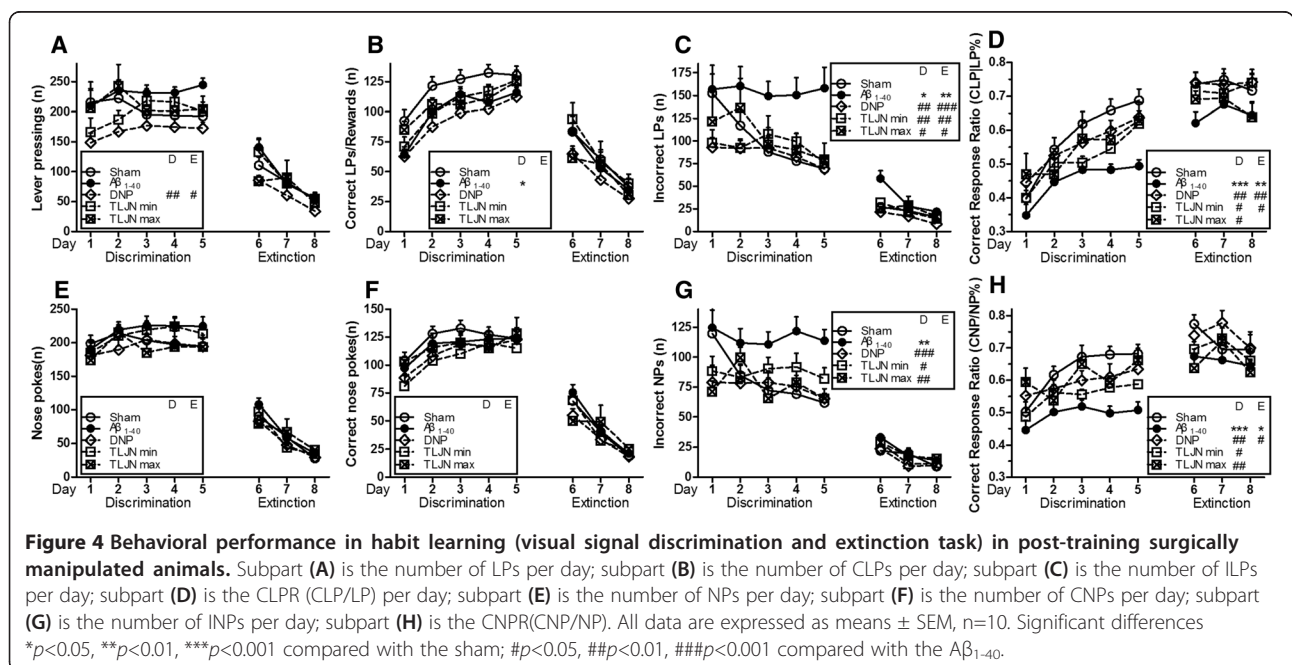 A
Lever pressings (n)
250
200
150
100
50
0
Sham
Aβ 1-40
DNP
TLJN min
TLJN max
D E
## #
Day 1 2 3 4 5 6 7 8
Discrimination Extinction
B
Correct LPs/Rewards (n)
125
100
75
50
25
0
Sham
Aβ 1-40
DNP
TLJN min
TLJN max
D E
*
1 2 3 4 5 6 7 8
Discrimination Extinction
C
Incorrect LPs (n)
175
150
125
100
75
50
25
0
D E
Sham
Aβ 1-40 * **
DNP ## ###
TLJN min ## ##
TLJN max # #
Day 1 2 3 4 5 6 7 8
Discrimination Extinction
D
Correct Response Ratio (CLP|LP%)
0.8
0.7
0.6
0.5
0.4
0.3
D E
Sham
Aβ 1-40 *** **
DNP ## ##
TLJN min # #
TLJN max #
Day 1 2 3 4 5 6 7 8
Discrimination Extinction
E
Nose pokes(n)
250
200
150
100
50
0
D E
Sham
Aβ 1-40
DNP
TLJN min
TLJN max
Day 1 2 3 4 5 6 7 8
Discrimination Extinction
F
Correct nose pokes(n)
150
125
100
75
50
25
0
D E
Sham
Aβ 1-40
DNP
TLJN min
TLJN max
Day 1 2 3 4 5 6 7 8
Discrimination Extinction
G
Incorrect NPs (n)
125
100
75
50
25
0
D E
Sham
Aβ 1-40 **
DNP ###
TLJN min #
TLJN max ##
Day 1 2 3 4 5 6 7 8
Discrimination Extinction
H
Correct Response Ratio (CNP/NP%)
0.8
0.7
0.6
0.5
0.4
0.3
D E
Sham
Aβ 1-40 *** *
DNP ## #
TLJN min #
TLJN max ##
Day 1 2 3 4 5 6 7 8
Discrimination Extinction
Figure 4 Behavioral performance in habit learning (visual signal discrimination and extinction task) in post-training surgically
manipulated animals. Subpart (A) is the number of LPs per day; subpart (B) is the number of CLPs per day; subpart (C) is the number of ILPs
per day; subpart (D) is the CLPR (CLP/LP) per day; subpart (E) is the number of NPs per day; subpart (F) is the number of CNPs per day; subpart
(G) is the number of INPs per day; subpart (H) is the CNPR(CNP/NP). All data are expressed as means ± SEM, n=10. Significant differences
*p<0.05, **p<0.01, ***p<0.001 compared with the sham; #p<0.05, ##p<0.01, ###p<0.001 compared with the Aβ1-40.